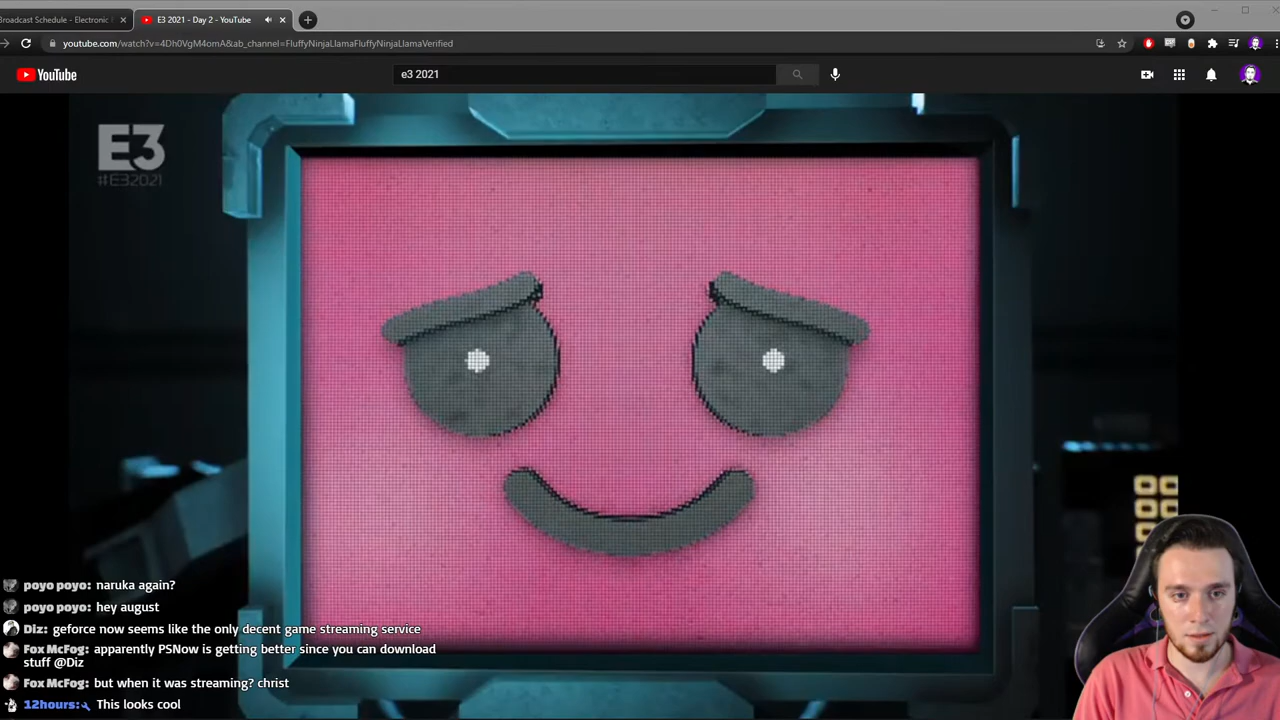 Broadcast Schedule - Electronic
E3 2021 - Day 2 - YouTube
youtube.com/watch?v=4Dh0VgM4omA&ab_channel=FluffyNinjaLlamaFluffyNinjaLlamaVerified
YouTube
e3 2021
E3
#E32021
poyo poyo: naruka again?
poyo poyo: hey august
Diz: geforce now seems like the only decent game streaming service
Fox McFog: apparently PSNow is getting better since you can download
stuff @Diz
Fox McFog: but when it was streaming? christ
12hours: This looks cool